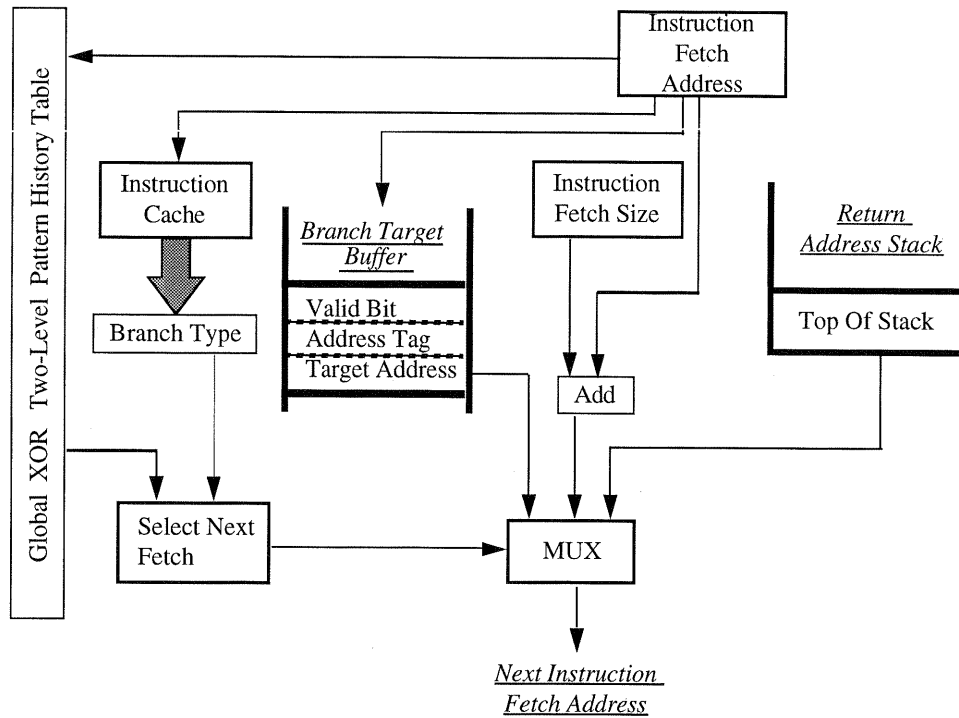 Global XOR Two-Level Pattern History Table
Instruction
Fetch
Address
Instruction
Cache
Branch Type
Branch Target
Buffer
Valid Bit
Address Tag
Target Address
Instruction
Fetch Size
Add
Return
Address Stack
Top Of Stack
Select Next
Fetch
MUX
Next Instruction
Fetch Address